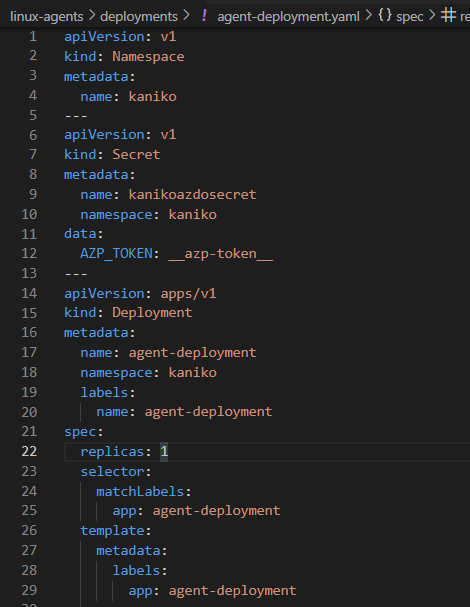 linux-agents > deployments > ! agent-deployment.yaml > {} spec > # re
1 apiVersion: v1
2 kind: Namespace
3 metadata:
4   name: kaniko
5 ---
6 apiVersion: v1
7 kind: Secret
8 metadata:
9   name: kanikoazdosecret
10   namespace: kaniko
11 data:
12   AZP_TOKEN: __azp-token__
13 ---
14 apiVersion: apps/v1
15 kind: Deployment
16 metadata:
17   name: agent-deployment
18   namespace: kaniko
19   labels:
20     name: agent-deployment
21 spec:
22   replicas: 1
23   selector:
24     matchLabels:
25       app: agent-deployment
26   template:
27     metadata:
28       labels:
29         app: agent-deployment